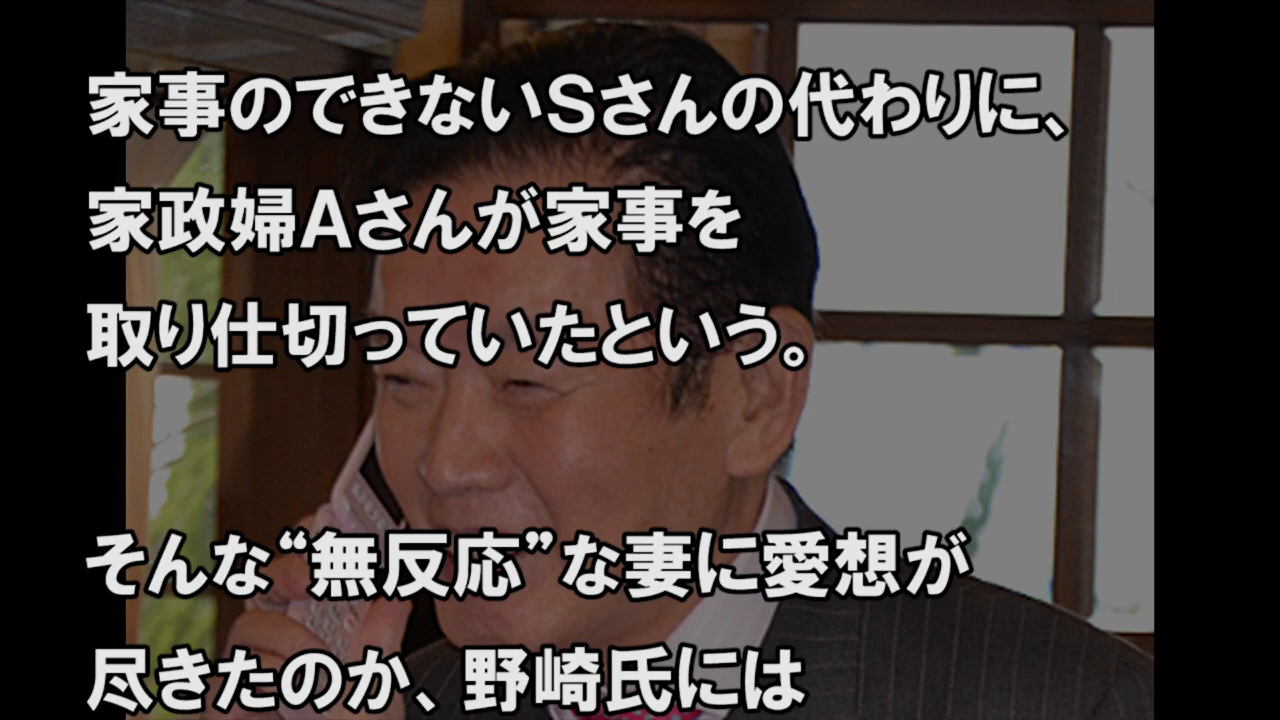 家事のできないSさんの代わりに、
家政婦Aさんが家事を
取り仕切っていたという。
そんな“無反応”な妻に愛想が
尽きたのか、野崎氏には